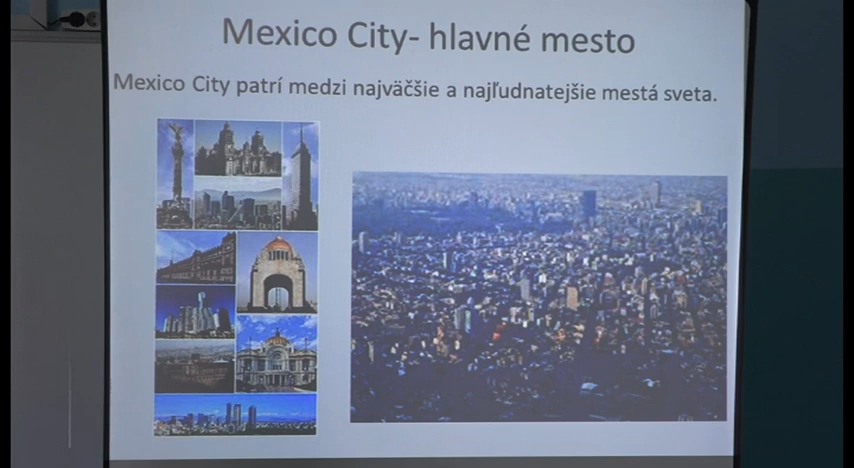 Mexico City- hlavné mesto
Mexico City patrí medzi najväčšie a najľudnatejšie mestá sveta.